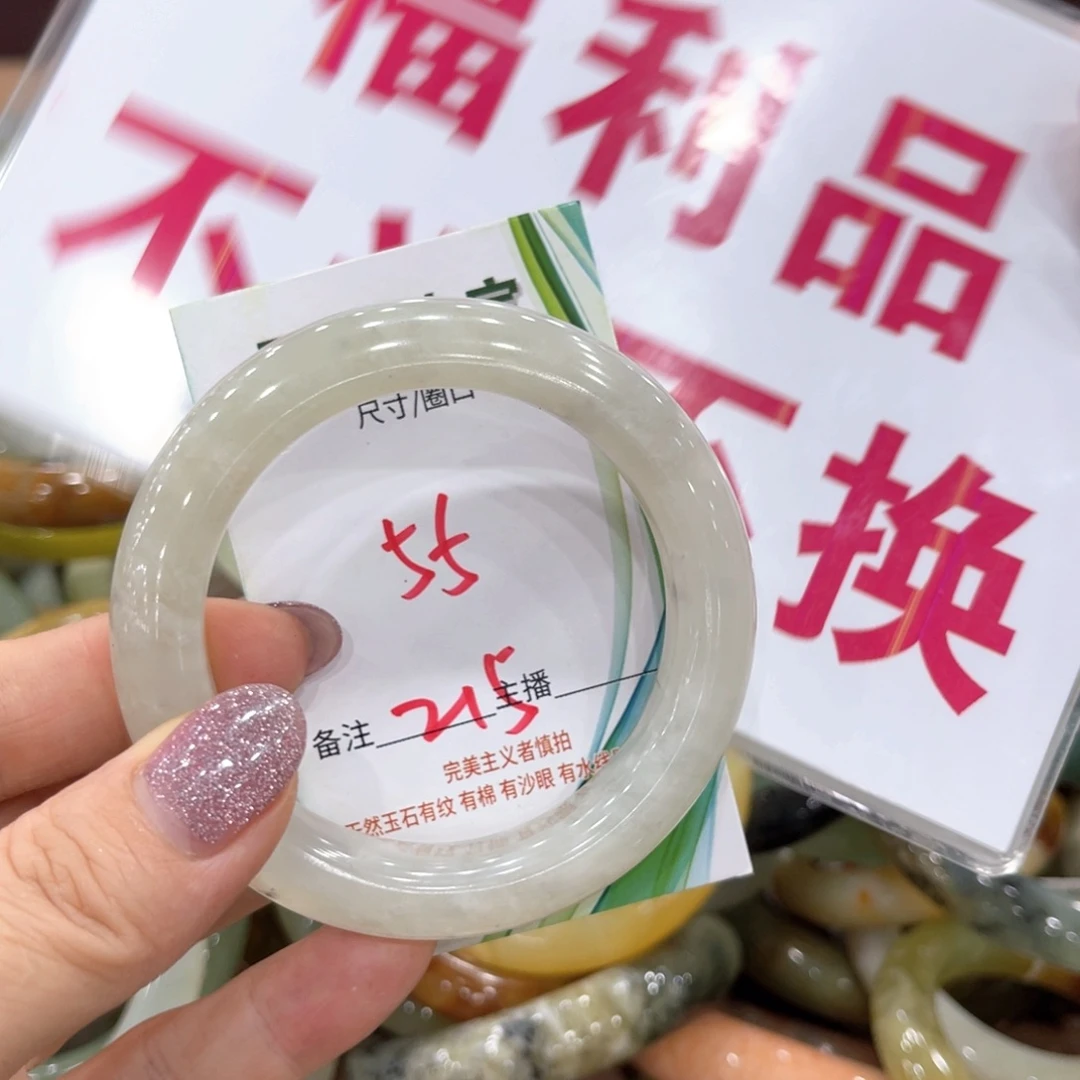 福利品
不
换
尺寸/圈口
55
215
备注 主播
完美主义者慎拍
天然玉石有纹 有棉 有沙眼 有水